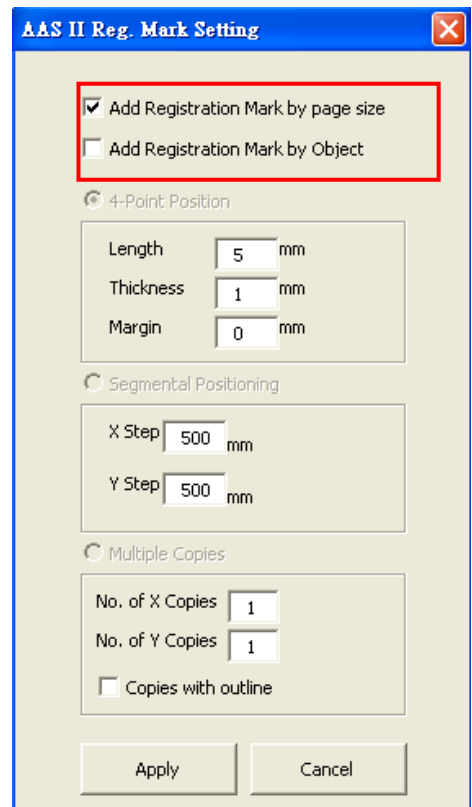 AAS II Reg. Mark Setting
Add Registration Mark by page size
Add Registration Mark by Object
4-Point Position
Length 5 mm
Thickness 1 mm
Margin 0 mm
Segmental Positioning
X Step 500 mm
Y Step 500 mm
Multiple Copies
No. of X Copies 1
No. of Y Copies 1
Copies with outline
Apply Cancel